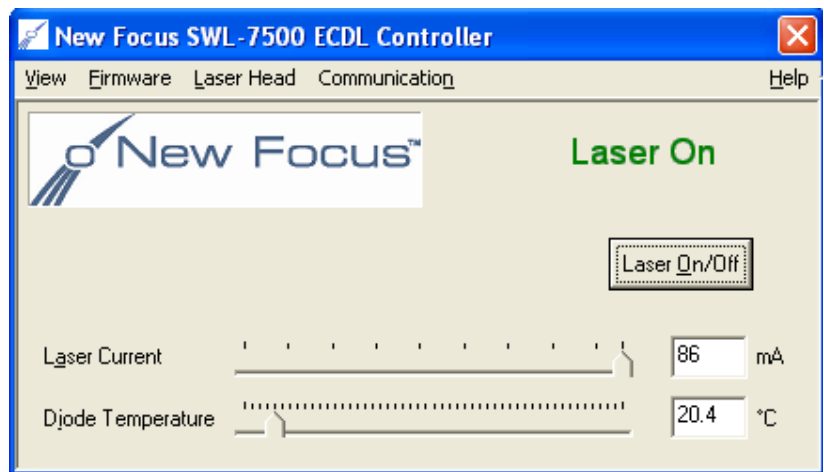 New Focus SWL-7500 ECDL Controller
View Firmware Laser Head Communication Help
New Focus™ Laser On
Laser On/Off
Laser Current 86 mA
Diode Temperature 20.4 °C